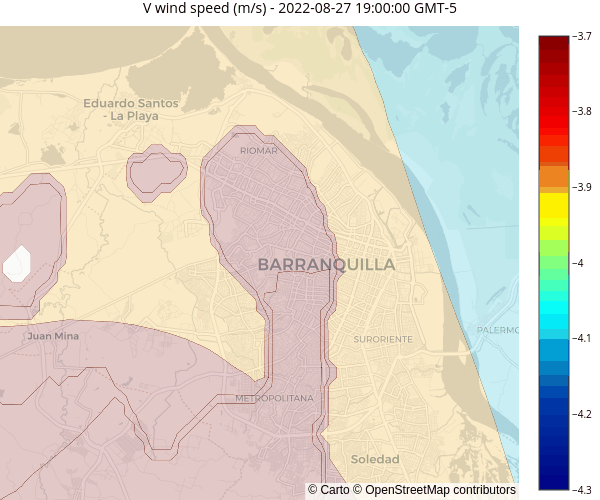 V wind speed (m/s) - 2022-08-27 19:00:00 GMT-5
−3.7
−3.8
−3.9
−4
−4.1
−4.2
−4.3
Eduardo Santos
- La Playa
RIOMAR
BARRANQUILLA
Juan Mina
SURORIENTE
PALERMO
METROPOLITANA
Soledad
© Carto © OpenStreetMap contributors